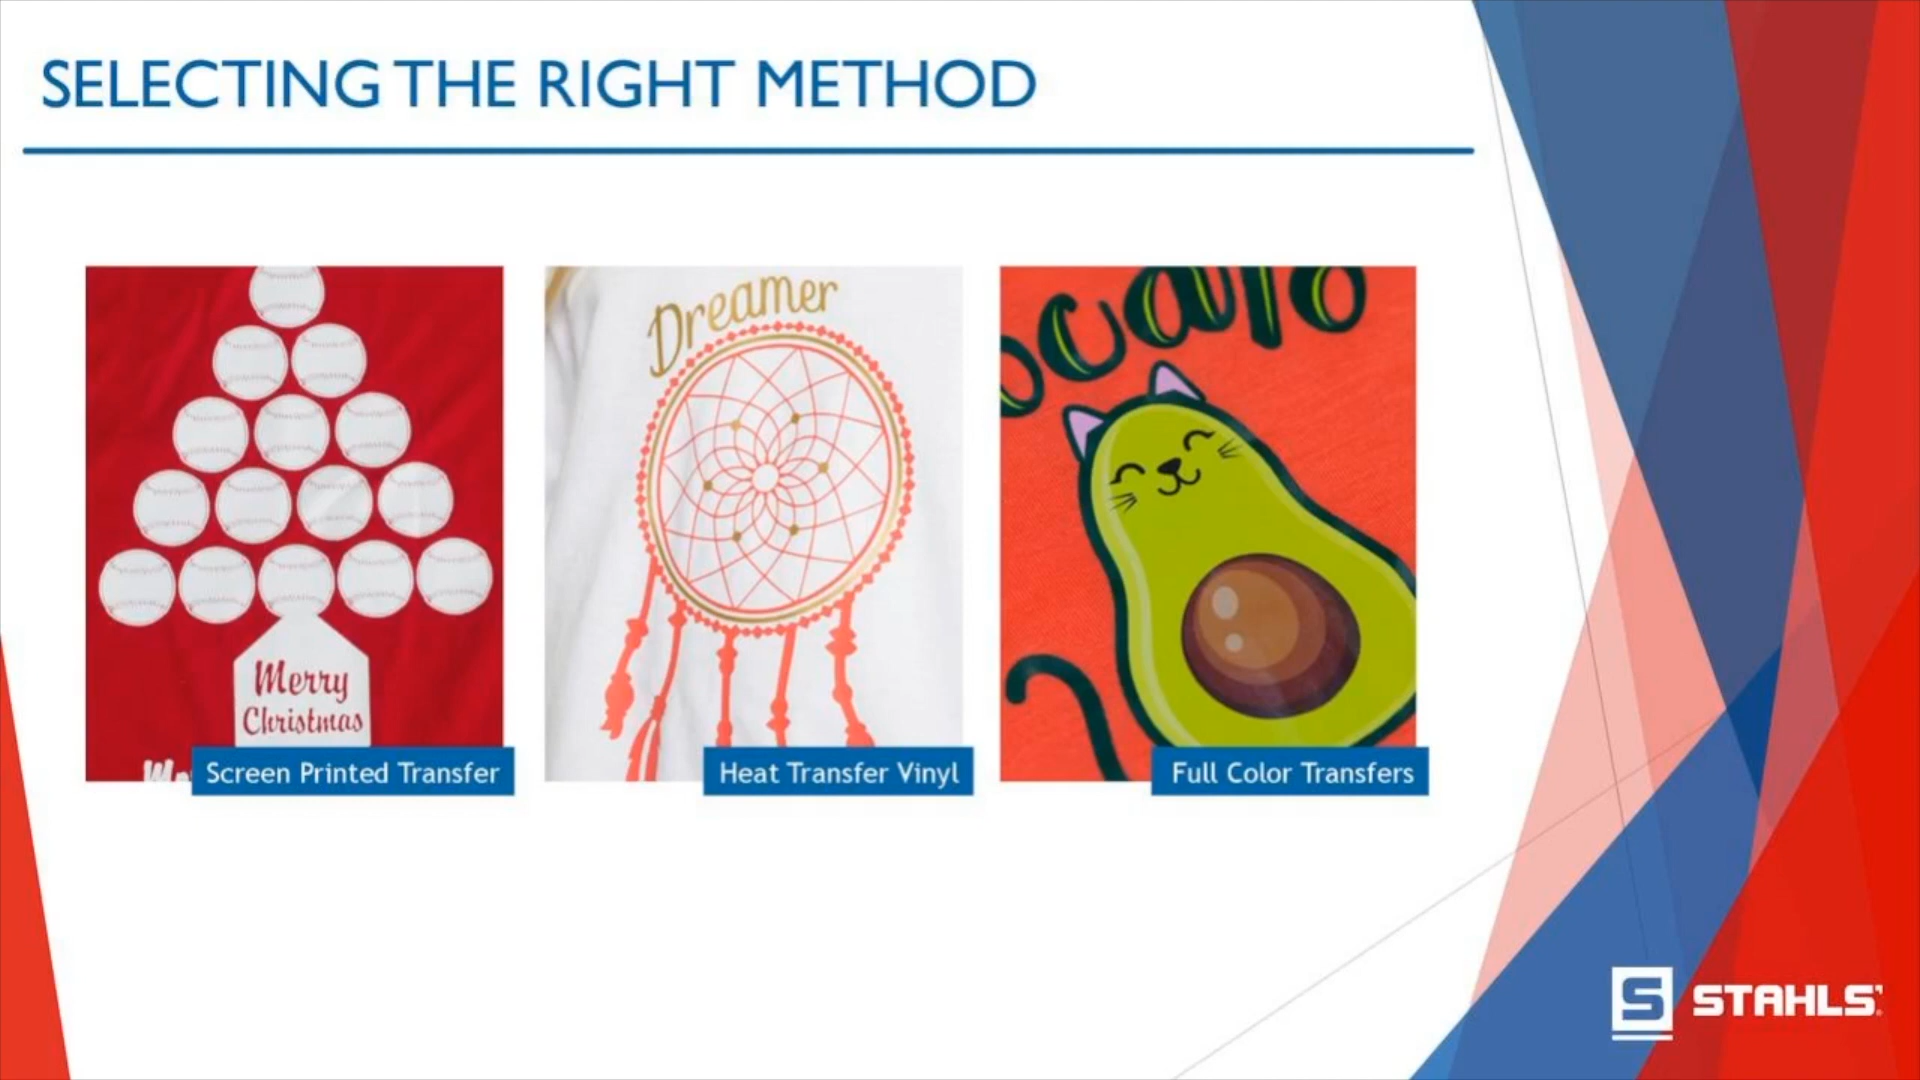 SELECTING THE RIGHT METHOD
Merry
Christmas
Screen Printed Transfer
Dreamer
Heat Transfer Vinyl
Full Color Transfers
S STAHLS'